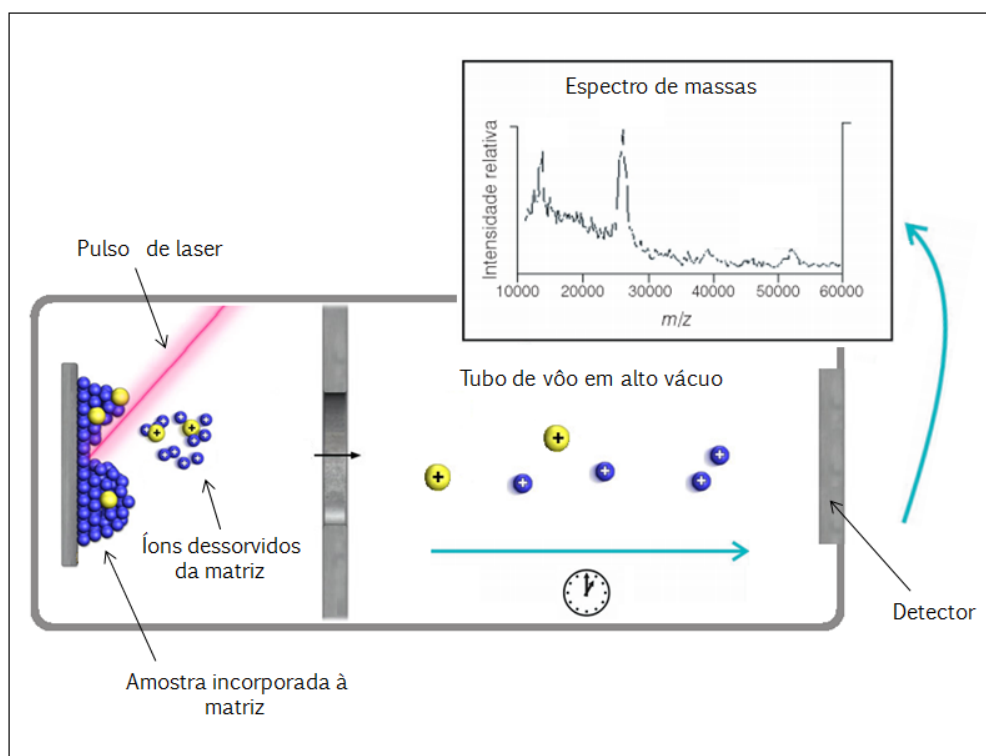 Espectro de massas
Intensidade relativa
10000 20000 30000 40000 50000 60000
m/z
Pulso de laser
Tubo de vôo em alto vácuo
+ +
+ + + + + + +
Íons dessorvidos
da matriz
Detector
Amostra incorporada à
matriz